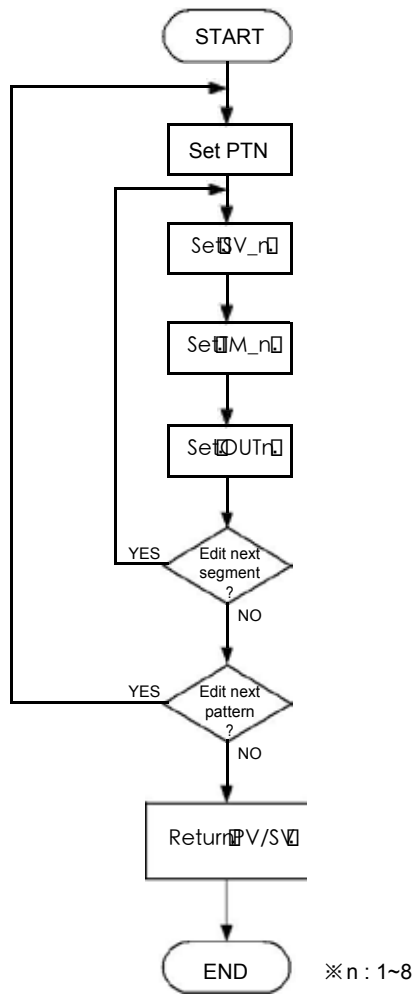 START
Set PTN
Set SV_n
Set TM_n
Set OUTn
YES
Edit next
segment
?
NO
YES
Edit next
pattern
?
NO
Return PV/SV
END
※n : 1~8